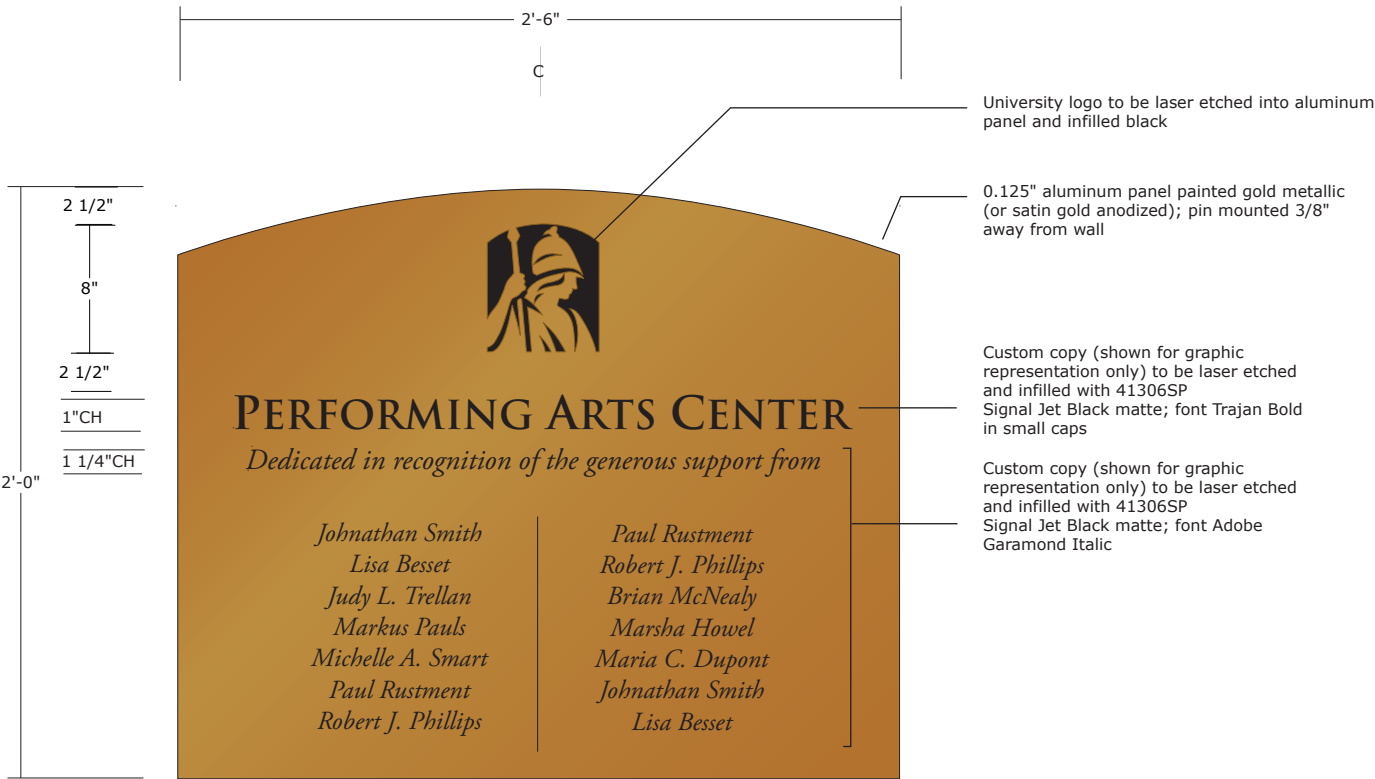 2'-6"
C
University logo to be laser etched into aluminum
panel and infilled black
0.125" aluminum panel painted gold metallic
(or satin gold anodized); pin mounted 3/8"
away from wall
2 1/2"
8"
2 1/2"
1"CH
1 1/4"CH
2'-0"
PERFORMING ARTS CENTER
Dedicated in recognition of the generous support from
Johnathan Smith
Lisa Besset
Judy L. Trellan
Markus Pauls
Michelle A. Smart
Paul Rustment
Robert J. Phillips
Paul Rustment
Robert J. Phillips
Brian McNealy
Marsha Howel
Maria C. Dupont
Johnathan Smith
Lisa Besset
Custom copy (shown for graphic
representation only) to be laser etched
and infilled with 41306SP
Signal Jet Black matte; font Trajan Bold
in small caps
Custom copy (shown for graphic
representation only) to be laser etched
and infilled with 41306SP
Signal Jet Black matte; font Adobe
Garamond Italic